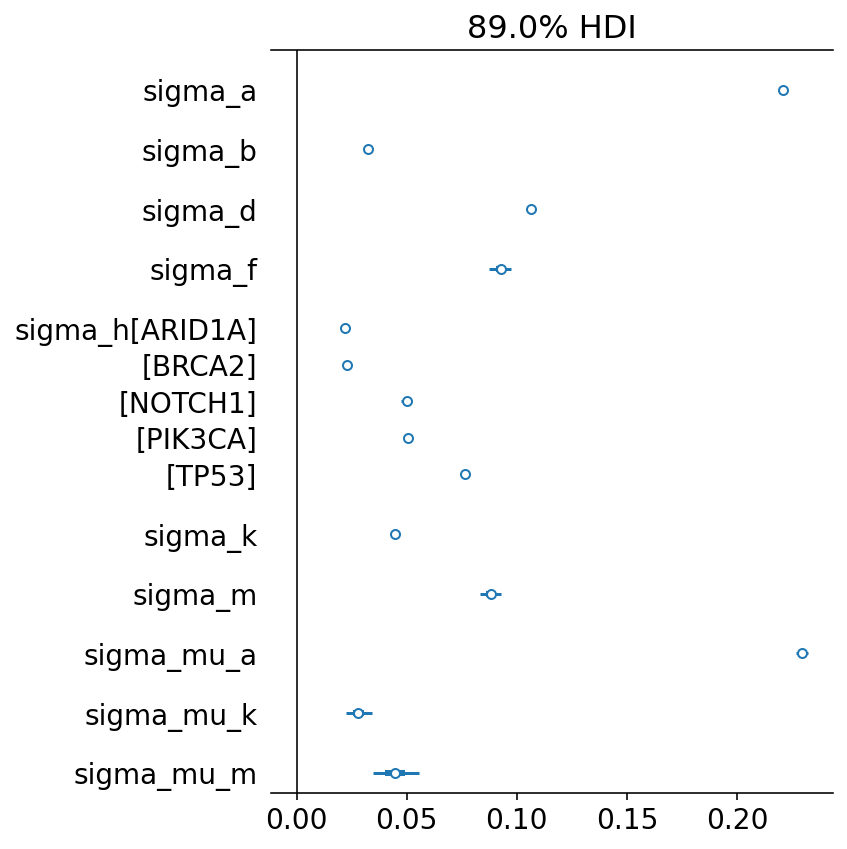 89.0% HDI
sigma_a
sigma_b
sigma_d
sigma_f
sigma_h[ARID1A]
[BRCA2]
[NOTCH1]
[PIK3CA]
[TP53]
sigma_k
sigma_m
sigma_mu_a
sigma_mu_k
sigma_mu_m
0.00 0.05 0.10 0.15 0.20